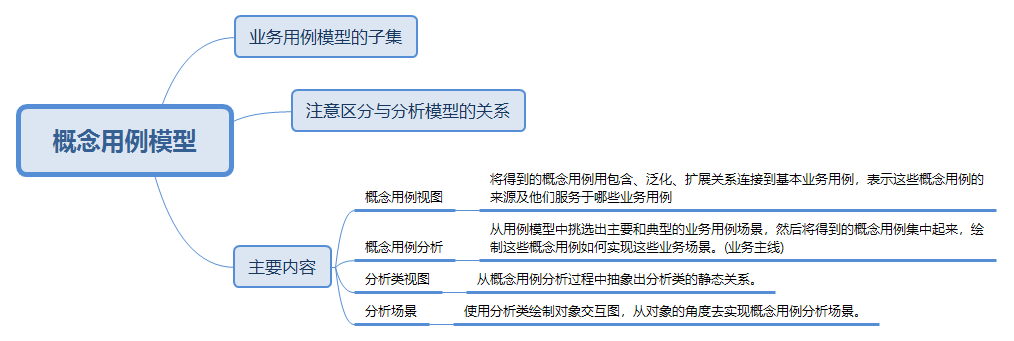 业务用例模型的子集
注意区分与分析模型的关系
概念用例模型
主要内容
概念用例视图
将得到的概念用例用包含、泛化、扩展关系连接到基本业务用例，表示这些概念用例的
来源及他们服务于哪些业务用例
概念用例分析
从用例模型中挑选出主要和典型的业务用例场景，然后将得到的概念用例集中起来，绘
制这些概念用例如何实现这些业务场景。(业务主线)
分析类视图
从概念用例分析过程中抽象出分析类的静态关系。
分析场景
使用分析类绘制对象交互图，从对象的角度去实现概念用例分析场景。